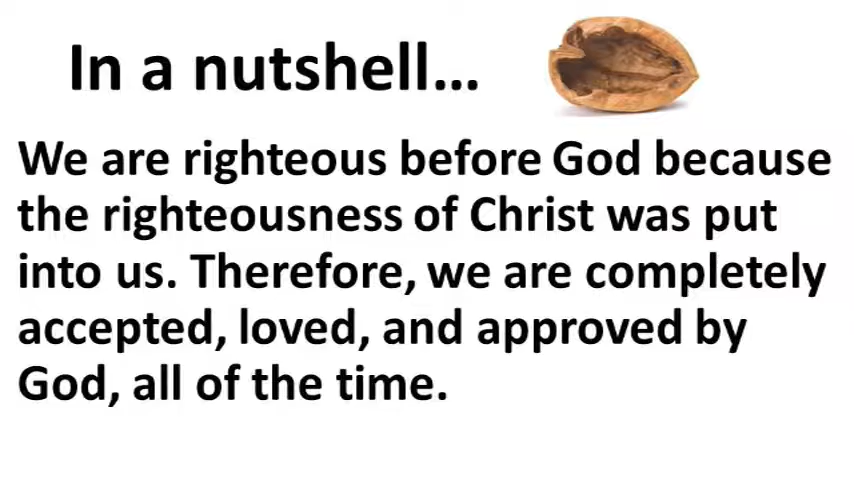 In a nutshell...
We are righteous before God because
the righteousness of Christ was put
into us. Therefore, we are completely
accepted, loved, and approved by
God, all of the time.